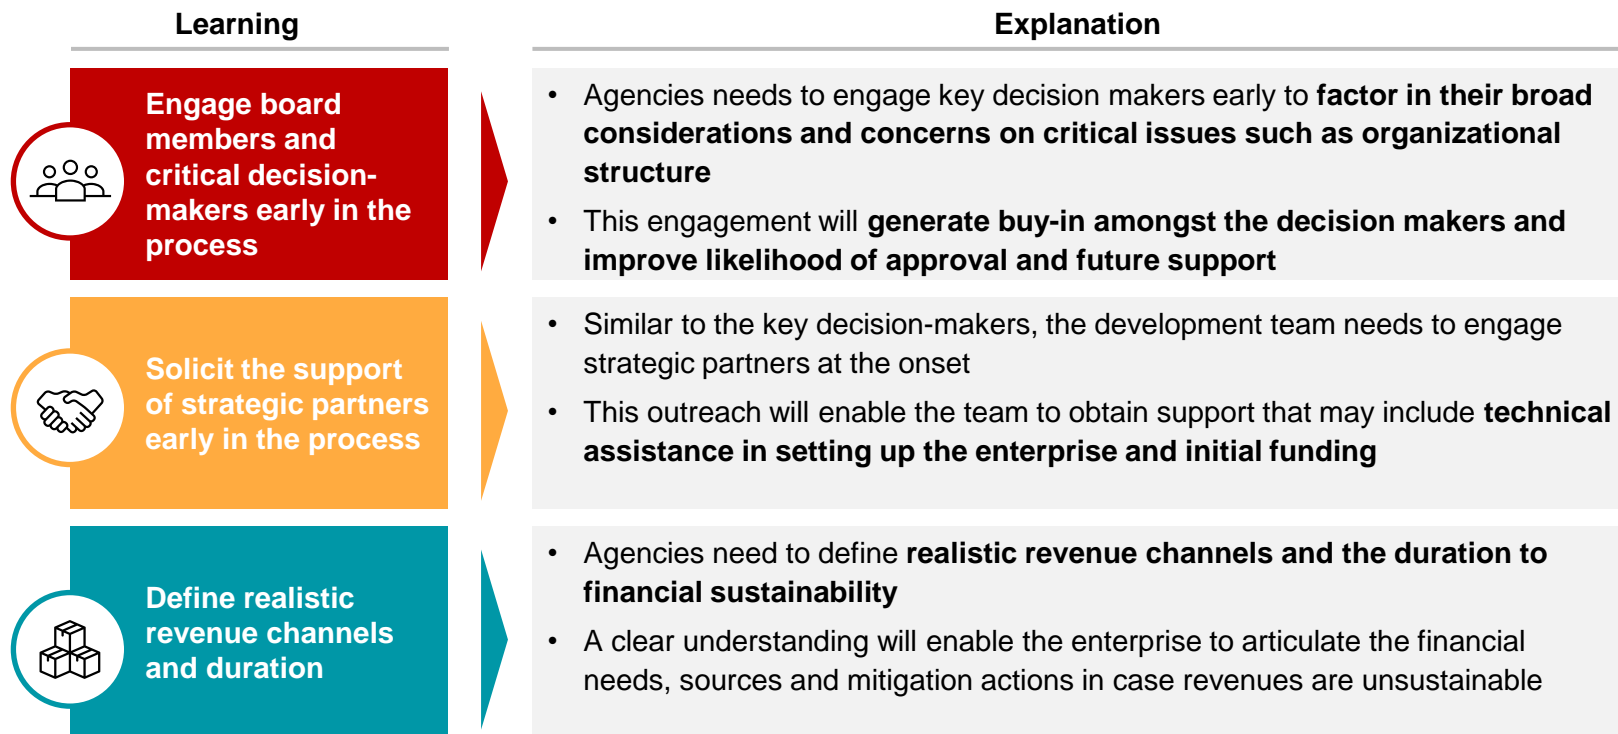 Learning
Explanation
Engage board
members and
critical decision-
makers early in the
process
• Agencies needs to engage key decision makers early to factor in their broad
considerations and concerns on critical issues such as organizational
structure
• This engagement will generate buy-in amongst the decision makers and
improve likelihood of approval and future support
Solicit the support
of strategic partners
early in the process
• Similar to the key decision-makers, the development team needs to engage
strategic partners at the onset
• This outreach will enable the team to obtain support that may include technical
assistance in setting up the enterprise and initial funding
Define realistic
revenue channels
and duration
• Agencies need to define realistic revenue channels and the duration to
financial sustainability
• A clear understanding will enable the enterprise to articulate the financial
needs, sources and mitigation actions in case revenues are unsustainable